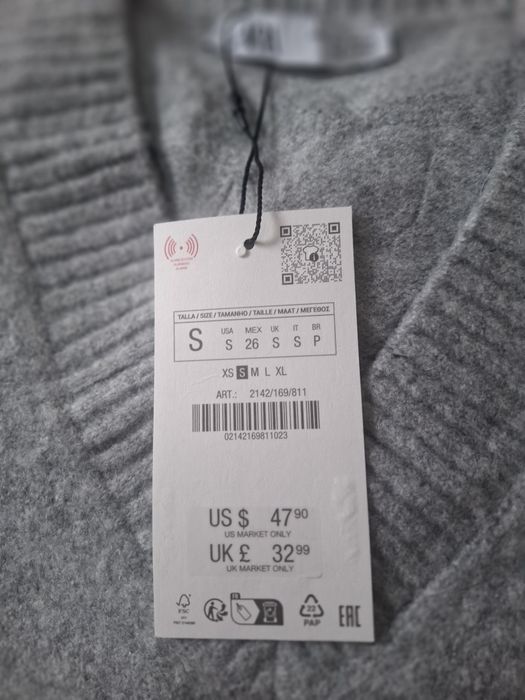 TALLA / SIZE / TAMANHO / TAILLE / MAAT / ΜΕΓΕΘΟΣ
S
USA MEX UK IT BR
S 26 S S P
XS S M L XL
ART.: 2142/169/811
02142169811023
US $ 47 90
US MARKET ONLY
UK £ 32 99
UK MARKET ONLY
FSC
FR
22
PAP
EAC